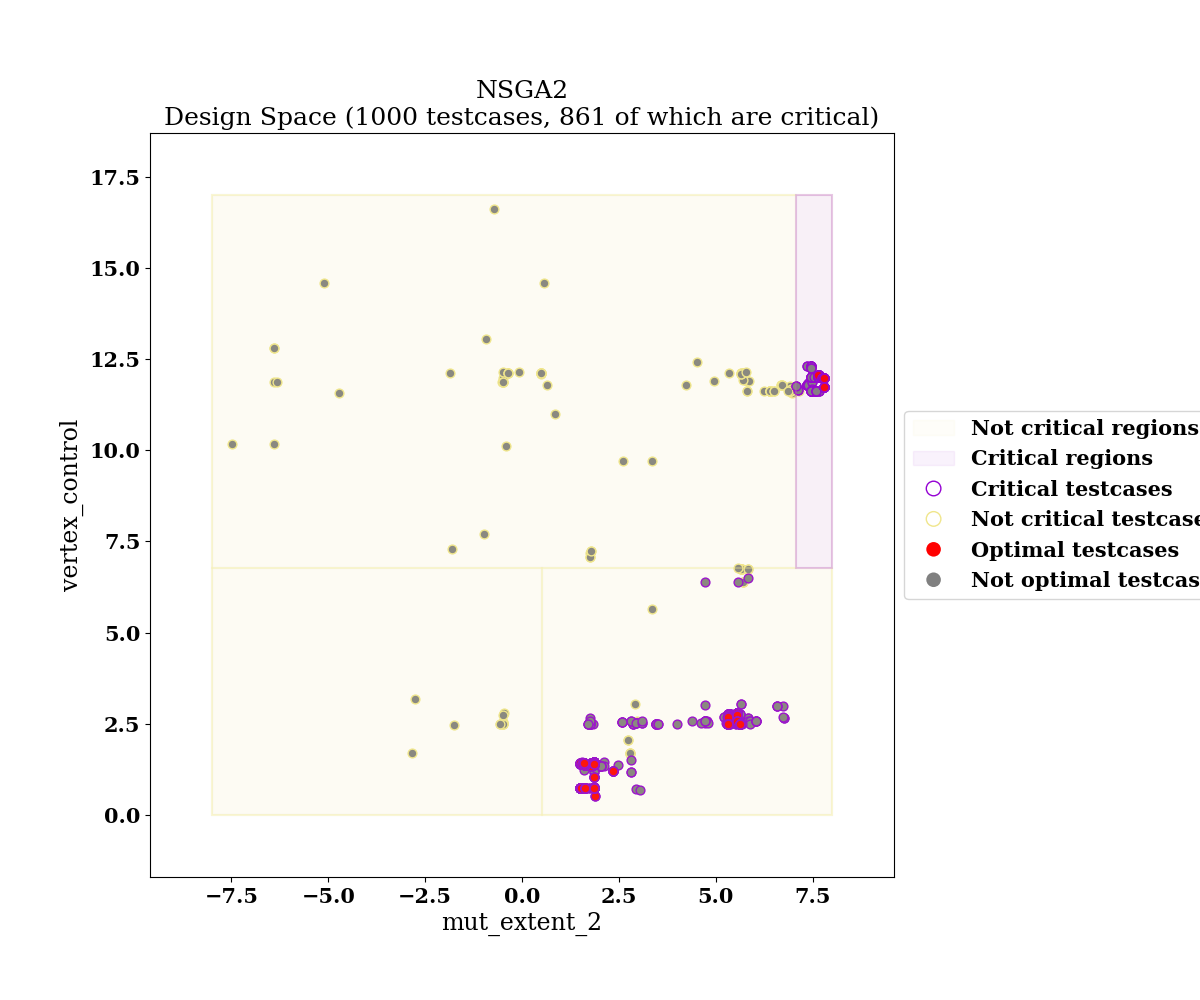 NSGA2
Design Space (1000 testcases, 861 of which are critical)
17.5
15.0
12.5
10.0
7.5
5.0
2.5
0.0
vertex_control
−7.5
−5.0
−2.5
0.0
2.5
5.0
7.5
mut_extent_2
Not critical regions
Critical regions
Critical testcases
Not critical testcase
Optimal testcases
Not optimal testcas